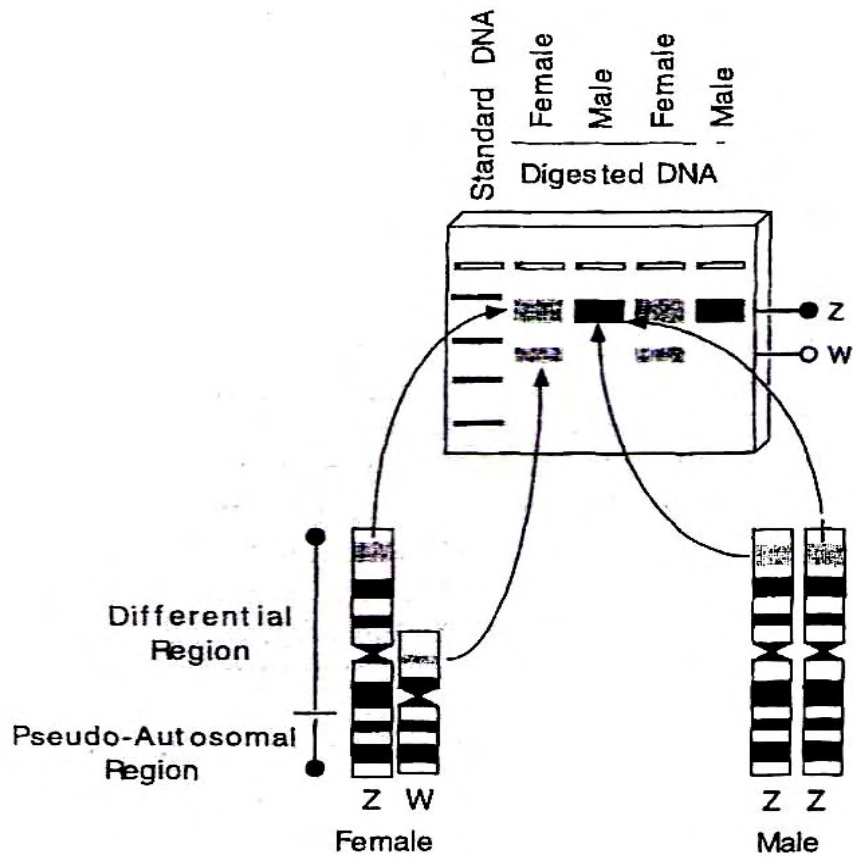 Standard DNA
Female
Male
Female
Male
Digested DNA
Z
W
Differential
Region
Pseudo-Autosomal
Region
Z W
Female
Z Z
Male